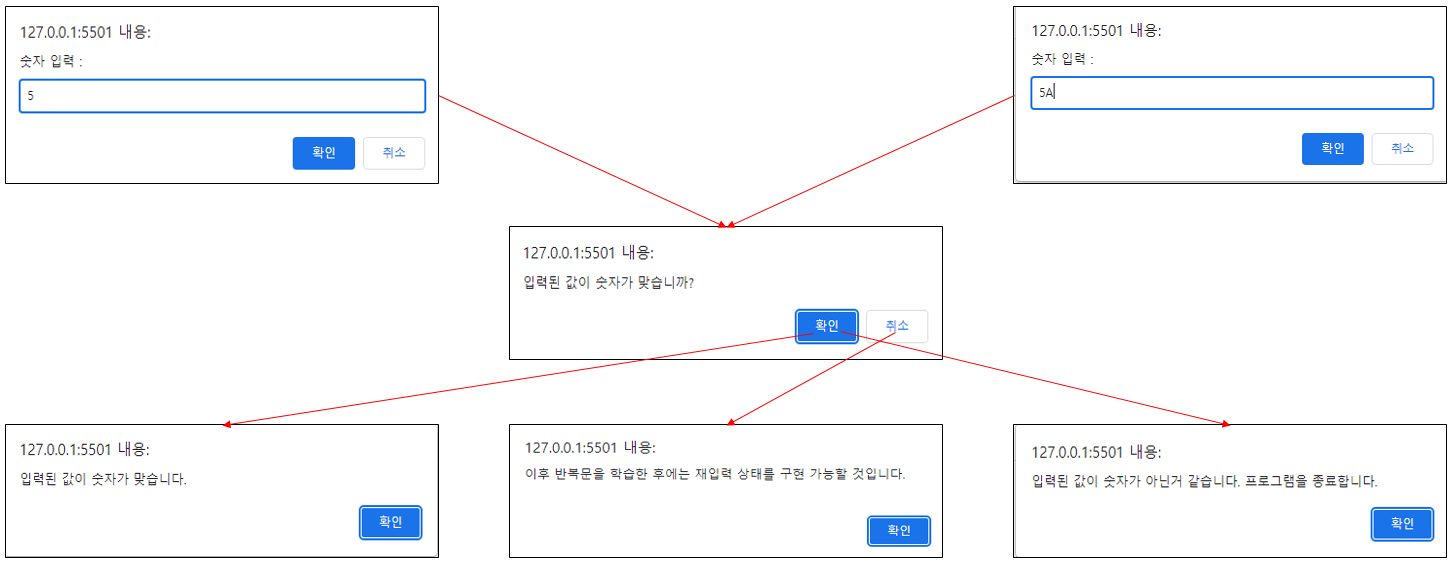 127.0.0.1:5501 내용:
숫자 입력 :
5
확인
취소
127.0.0.1:5501 내용:
숫자 입력 :
5A
확인
취소
127.0.0.1:5501 내용:
입력된 값이 숫자가 맞습니까?
확인
취소
127.0.0.1:5501 내용:
입력된 값이 숫자가 맞습니다.
확인
127.0.0.1:5501 내용:
이후 반복문을 학습한 후에는 재입력 상태를 구현 가능할 것입니다.
확인
127.0.0.1:5501 내용:
입력된 값이 숫자가 아닌거 같습니다. 프로그램을 종료합니다.
확인